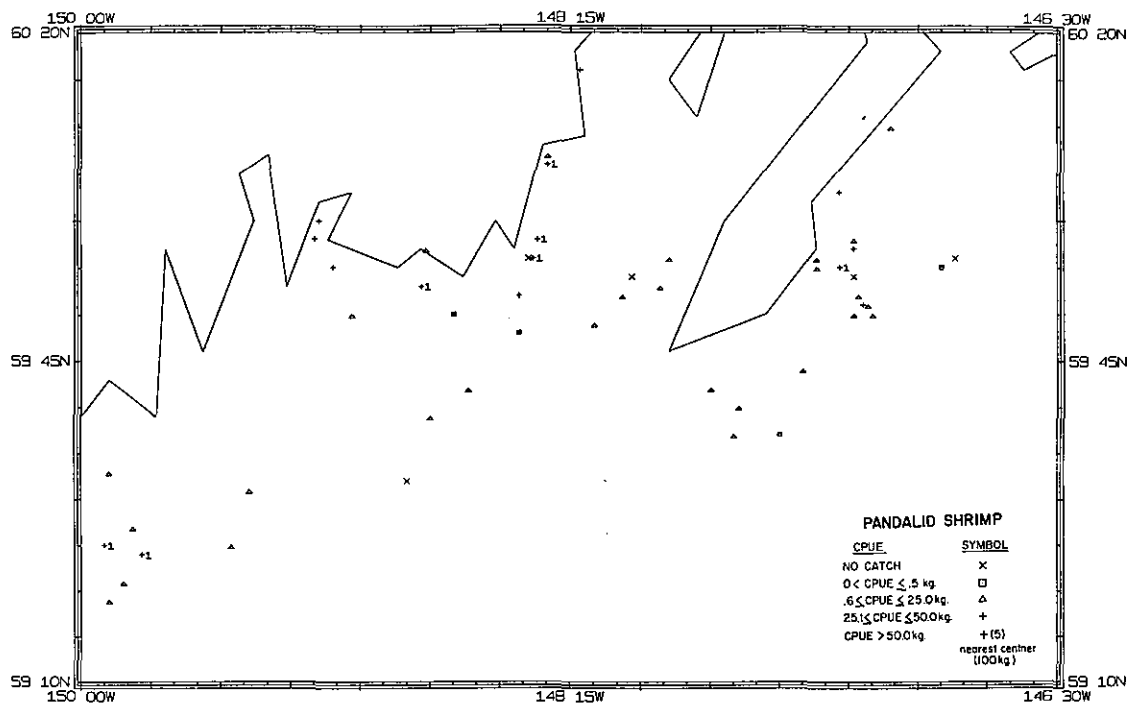 150 00W 148 15W 146 30W
60 20N 60 20N
+1
+1
×+1
+1
+1
59 45N 59 45N
+1
+1
PANDALID SHRIMP
CPUE SYMBOL
NO CATCH ×
0 < CPUE ≤ .5 kg. □
.6 ≤ CPUE ≤ 25.0 kg. △
25.1 ≤ CPUE ≤ 50.0 kg. +
CPUE > 50.0 kg. + (5)
nearest centner
(100 kg.)
59 10N 59 10N
150 00W 148 15W 146 30W